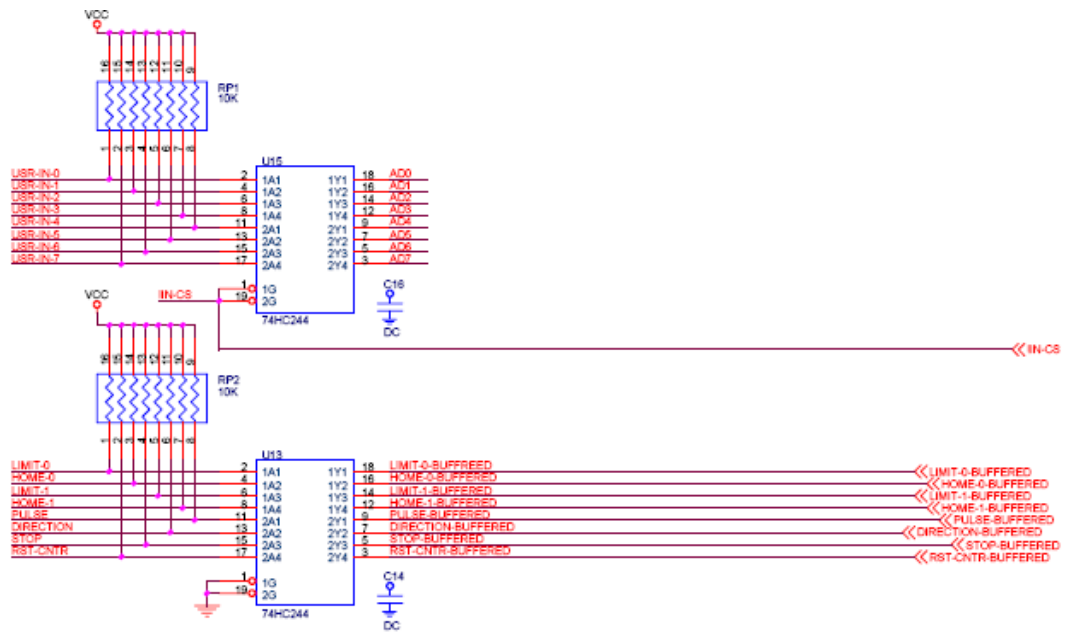 VCC
16 15 14 13 12 11 10 9
RP1
10K
1 2 3 4 5 6 7 8
U15
USR-IN-0 2 1A1 1Y1 18 AD0
USR-IN-1 4 1A2 1Y2 16 AD1
USR-IN-2 6 1A3 1Y3 14 AD2
USR-IN-3 8 1A4 1Y4 12 AD3
USR-IN-4 11 2A1 2Y1 9 AD4
USR-IN-5 13 2A2 2Y2 7 AD5
USR-IN-6 15 2A3 2Y3 5 AD6
USR-IN-7 17 2A4 2Y4 3 AD7
1 1G
VCC IIN-CS 19 2G
C16
74HC244
DC
IIN-CS
16 15 14 13 12 11 10 9
RP2
10K
1 2 3 4 5 6 7 8
U13
LIMIT-0 2 1A1 1Y1 18 LIMIT-0-BUFFREED LIMIT-0-BUFFERED
HOME-0 4 1A2 1Y2 16 HOME-0-BUFFERED HOME-0-BUFFERED
LIMIT-1 6 1A3 1Y3 14 LIMIT-1-BUFFERED LIMIT-1-BUFFERED
HOME-1 8 1A4 1Y4 12 HOME-1-BUFFERED HOME-1-BUFFERED
PULSE 11 2A1 2Y1 9 PULSE-BUFFERED PULSE-BUFFERED
DIRECTION 13 2A2 2Y2 7 DIRECTION-BUFFERED DIRECTION-BUFFERED
STOP 15 2A3 2Y3 5 STOP-BUFFERED STOP-BUFFERED
RST-CNTR 17 2A4 2Y4 3 RST-CNTR-BUFFERED RST-CNTR-BUFFERED
1 1G
19 2G
C14
74HC244
DC